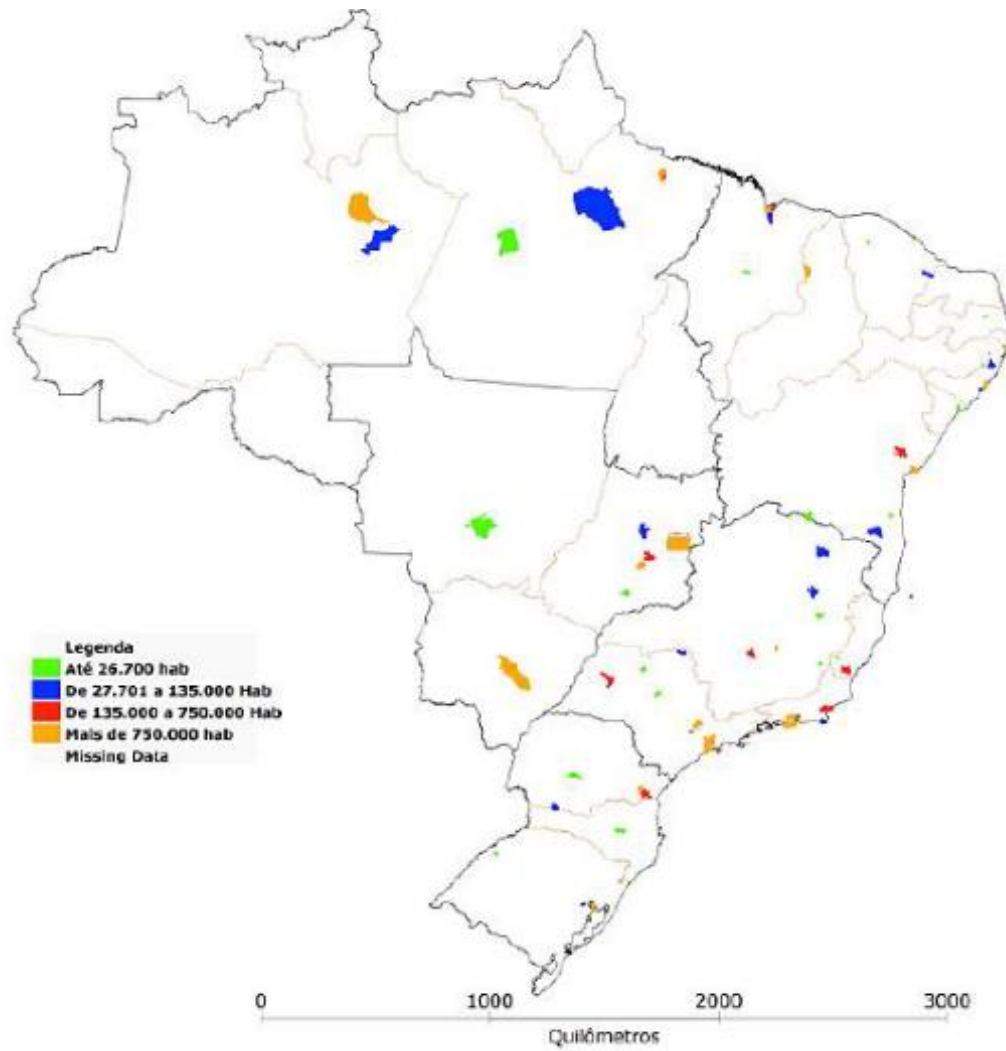 Legenda
Até 26.700 hab
De 27.701 a 135.000 Hab
De 135.000 a 750.000 Hab
Mais de 750.000 hab
Missing Data
0 1000 2000 3000
Quilômetros